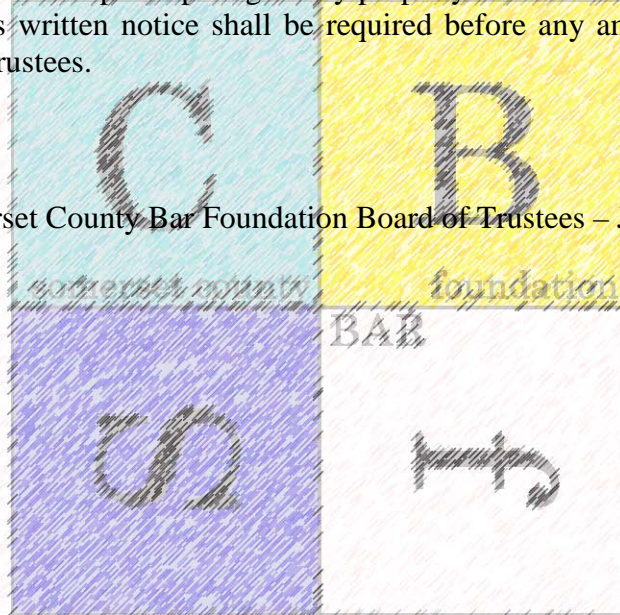 s written notice shall be required before any an
rustees.
C B
rset County Bar Foundation Board of Trustees – J
somerset county foundation
BAR
S f